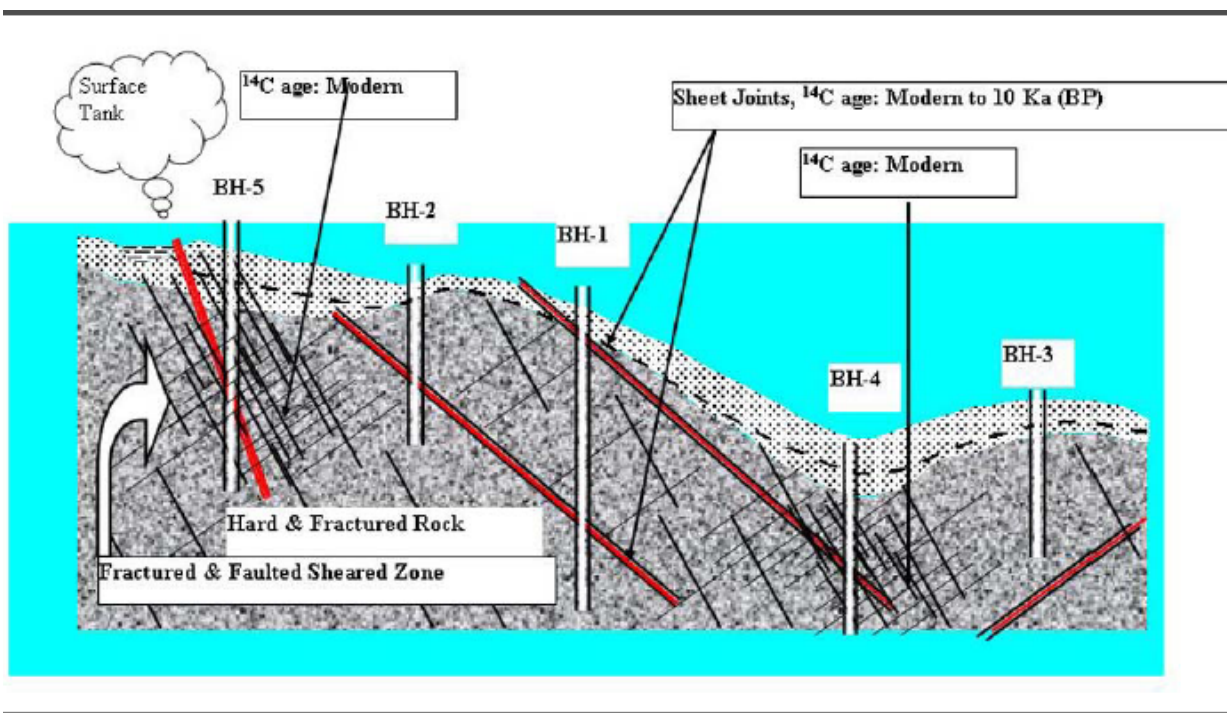 Surface
Tank
¹⁴C age: Modern
Sheet Joints, ¹⁴C age: Modern to 10 Ka (BP)
¹⁴C age: Modern
BH-5
BH-2
BH-1
BH-4
BH-3
Hard & Fractured Rock
Fractured & Faulted Sheared Zone